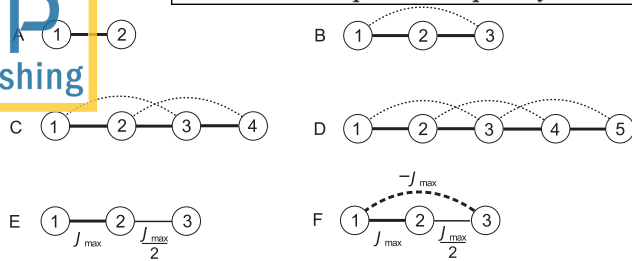 P
shing
A 1 2
B 1 2 3
C 1 2 3 4
D 1 2 3 4 5
E 1 2 3
J max J max
2
F 1 2 3
−J max
J max J max
2